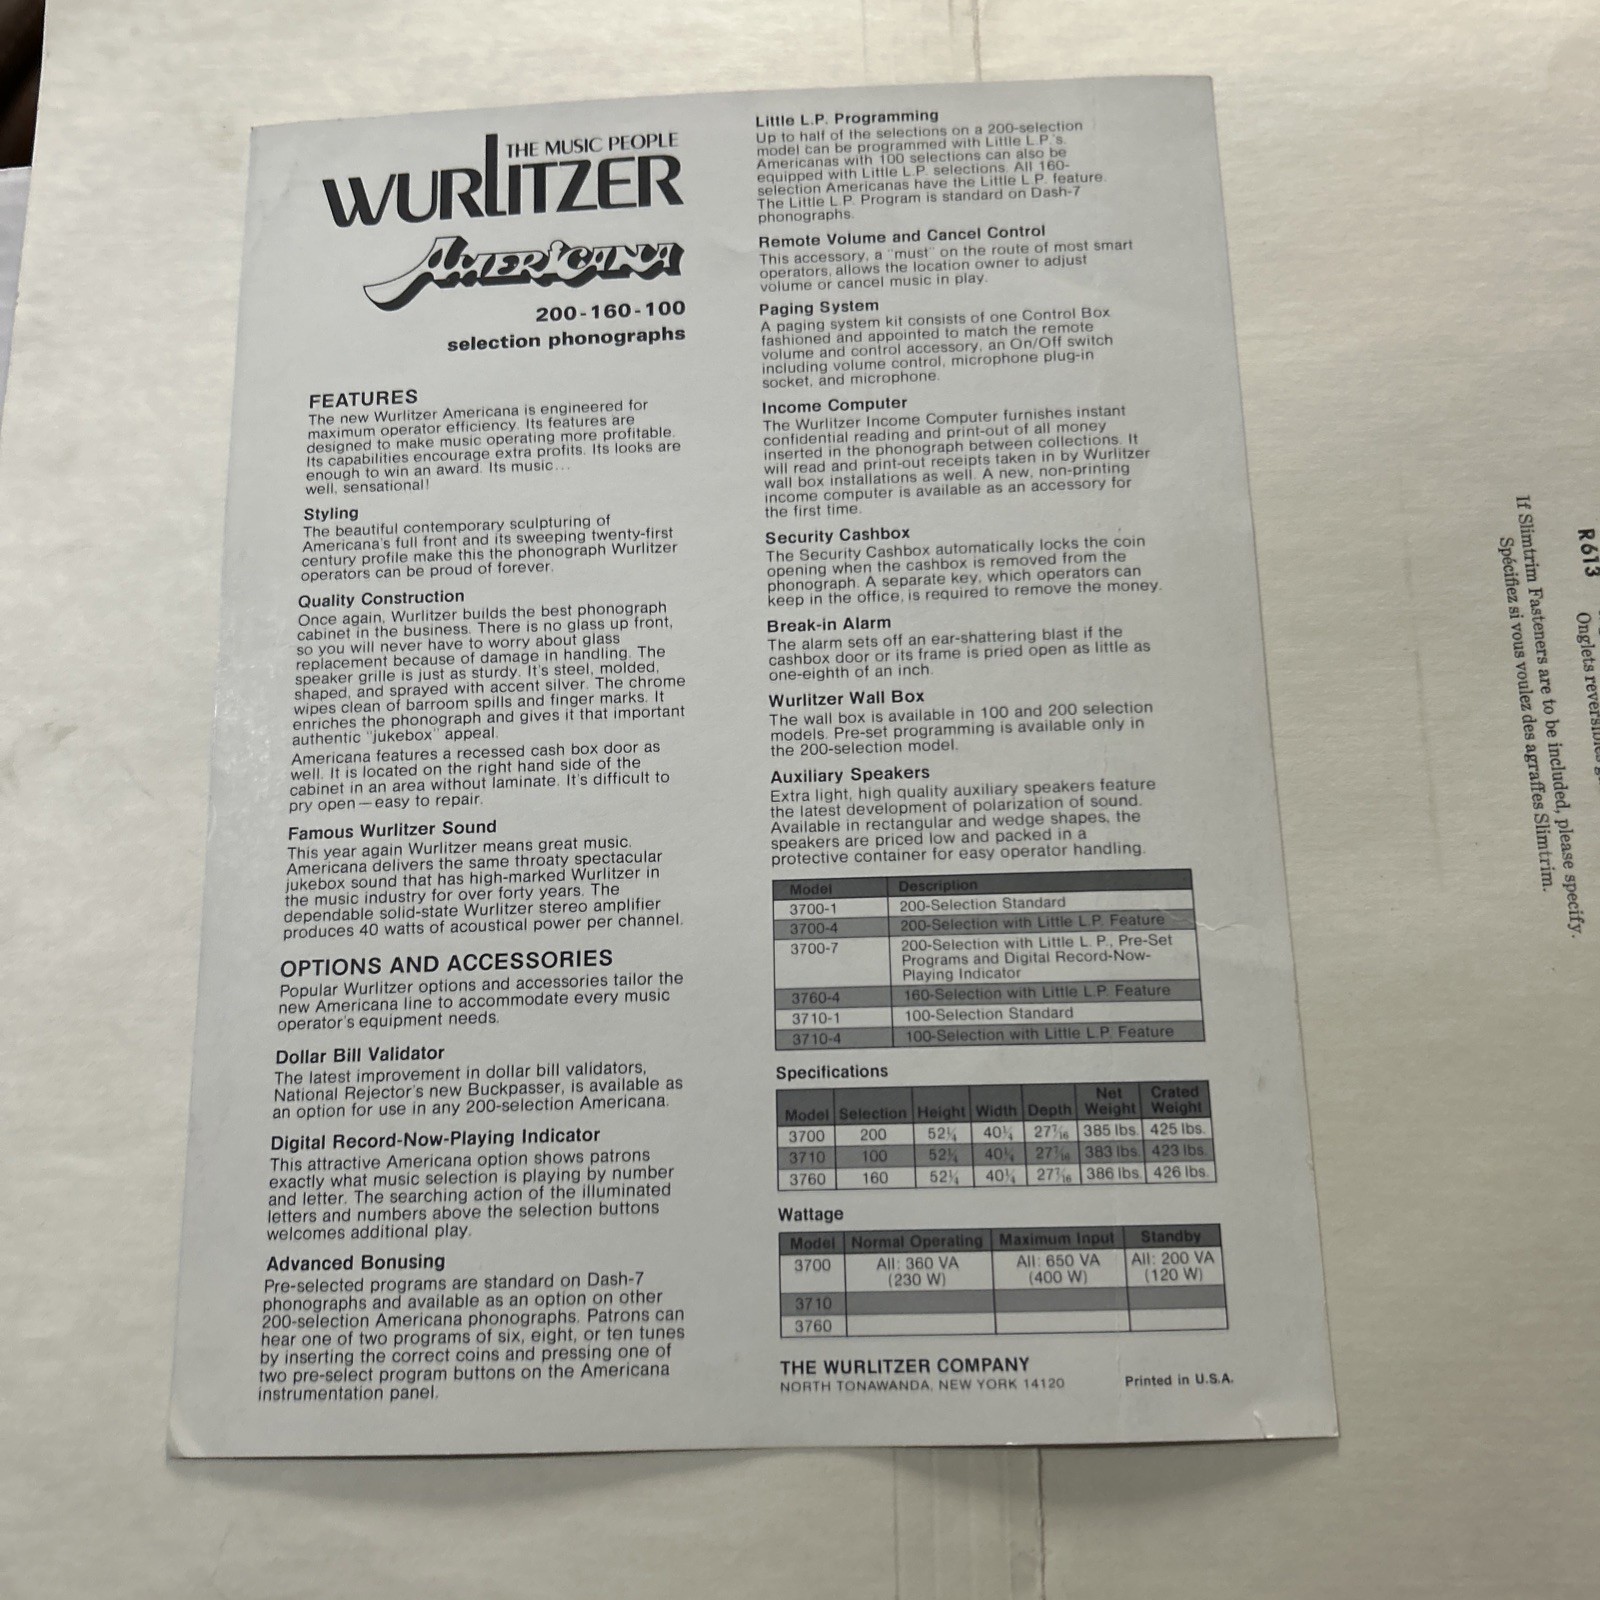 THE MUSIC PEOPLE
WURLITZER
AMERICANA
200-160-100
selection phonographs
FEATURES
The new Wurlitzer Americana is engineered for
maximum operator efficiency. Its features are
designed to make music operating more profitable.
Its capabilities encourage extra profits. Its looks are
enough to win an award. Its music...
well, sensational!
Styling
The beautiful contemporary sculpturing of
Americana's full front and its sweeping twenty-first
century profile make this the phonograph Wurlitzer
operators can be proud of forever.
Quality Construction
Once again, Wurlitzer builds the best phonograph
cabinet in the business. There is no glass up front,
so you will never have to worry about glass
replacement because of damage in handling. The
speaker grille is just as sturdy. It's steel, molded,
shaped, and sprayed with accent silver. The chrome
wipes clean of barroom spills and finger marks. It
enriches the phonograph and gives it that important
authentic "jukebox" appeal.
Americana features a recessed cash box door as
well. It is located on the right hand side of the
cabinet in an area without laminate. It's difficult to
pry open—easy to repair.
Famous Wurlitzer Sound
This year again Wurlitzer means great music.
Americana delivers the same throaty spectacular
jukebox sound that has high-marked Wurlitzer in
the music industry for over forty years. The
dependable solid-state Wurlitzer stereo amplifier
produces 40 watts of acoustical power per channel.
OPTIONS AND ACCESSORIES
Popular Wurlitzer options and accessories tailor the
new Americana line to accommodate every music
operator's equipment needs.
Dollar Bill Validator
The latest improvement in dollar bill validators,
National Rejector's new Buckpasser, is available as
an option for use in any 200-selection Americana.
Digital Record-Now-Playing Indicator
This attractive Americana option shows patrons
exactly what music selection is playing by number
and letter. The searching action of the illuminated
letters and numbers above the selection buttons
welcomes additional play.
Advanced Bonusing
Pre-selected programs are standard on Dash-7
phonographs and available as an option on other
200-selection Americana phonographs. Patrons can
hear one of two programs of six, eight, or ten tunes
by inserting the correct coins and pressing one of
two pre-select program buttons on the Americana
instrumentation panel.
Little L.P. Programming
Up to half of the selections on a 200-selection
model can be programmed with Little L.P.'s.
Americanas with 100 selections can also be
equipped with Little L.P. selections. All 160-
selection Americanas have the Little L.P. feature.
The Little L.P. Program is standard on Dash-7
phonographs.
Remote Volume and Cancel Control
This accessory, a "must" on the route of most smart
operators, allows the location owner to adjust
volume or cancel music in play.
Paging System
A paging system kit consists of one Control Box
fashioned and appointed to match the remote
volume and control accessory, an On/Off switch
including volume control, microphone plug-in
socket, and microphone.
Income Computer
The Wurlitzer Income Computer furnishes instant
confidential reading and print-out of all money
inserted in the phonograph between collections. It
will read and print-out receipts taken in by Wurlitzer
wall box installations as well. A new, non-printing
income computer is available as an accessory for
the first time.
Security Cashbox
The Security Cashbox automatically locks the coin
opening when the cashbox is removed from the
phonograph. A separate key, which operators can
keep in the office, is required to remove the money.
Break-in Alarm
The alarm sets off an ear-shattering blast if the
cashbox door or its frame is pried open as little as
one-eighth of an inch.
Wurlitzer Wall Box
The wall box is available in 100 and 200 selection
models. Pre-set programming is available only in
the 200-selection model.
Auxiliary Speakers
Extra light, high quality auxiliary speakers feature
the latest development of polarization of sound.
Available in rectangular and wedge shapes, the
speakers are priced low and packed in a
protective container for easy operator handling.
Model Description
3700-1 200-Selection Standard
3700-4 200-Selection with Little L.P. Feature
3700-7 200-Selection with Little L. P., Pre-Set
Programs and Digital Record-Now-
Playing Indicator
3760-4 160-Selection with Little L.P. Feature
3710-1 100-Selection Standard
3710-4 100-Selection with Little L.P. Feature
Specifications
Model Selection Height Width Depth Net Weight Crated Weight
3700 200 52¼ 40¼ 27⁷⁄₁₆ 385 lbs. 425 lbs.
3710 100 52¼ 40¼ 27⁷⁄₁₆ 383 lbs. 423 lbs.
3760 160 52¼ 40¼ 27⁷⁄₁₆ 386 lbs. 426 lbs.
Wattage
Model Normal Operating Maximum Input Standby
3700 All: 360 VA All: 650 VA All: 200 VA
(230 W) (400 W) (120 W)
3710
3760
THE WURLITZER COMPANY
NORTH TONAWANDA, NEW YORK 14120
Printed in U.S.A.
R613
Onglets
If Slimtrim Fasteners are to be included, please specify.
Spécifiez si vous voulez des agraffes Slimtrim.